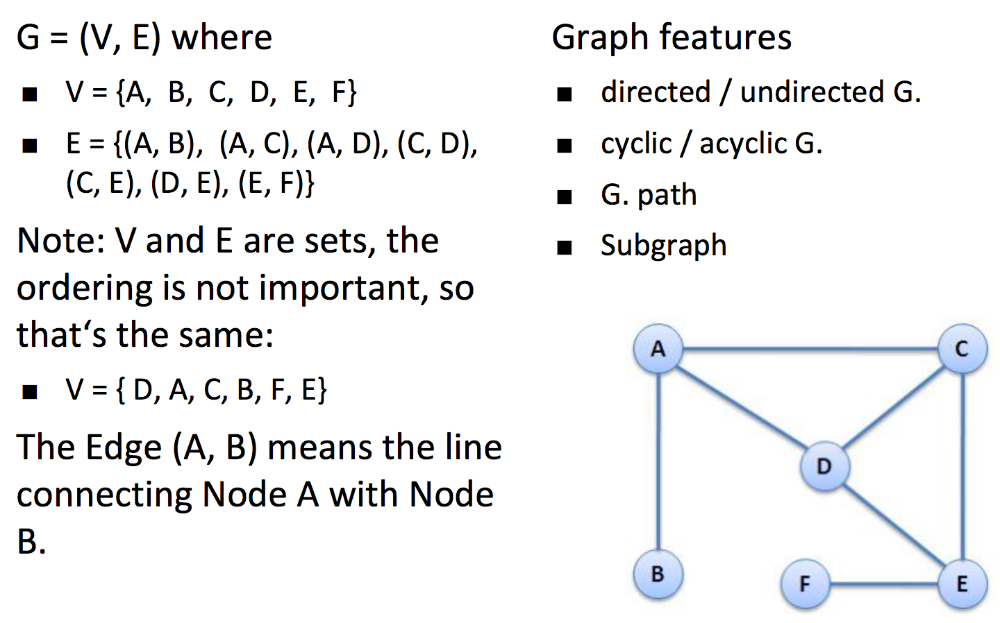 G = (V, E) where
■ V = {A, B, C, D, E, F}
■ E = {(A, B), (A, C), (A, D), (C, D),
(C, E), (D, E), (E, F)}
Note: V and E are sets, the
ordering is not important, so
that‘s the same:
■ V = { D, A, C, B, F, E}
The Edge (A, B) means the line
connecting Node A with Node
B.
Graph features
■ directed / undirected G.
■ cyclic / acyclic G.
■ G. path
■ Subgraph
A
C
D
B
F
E